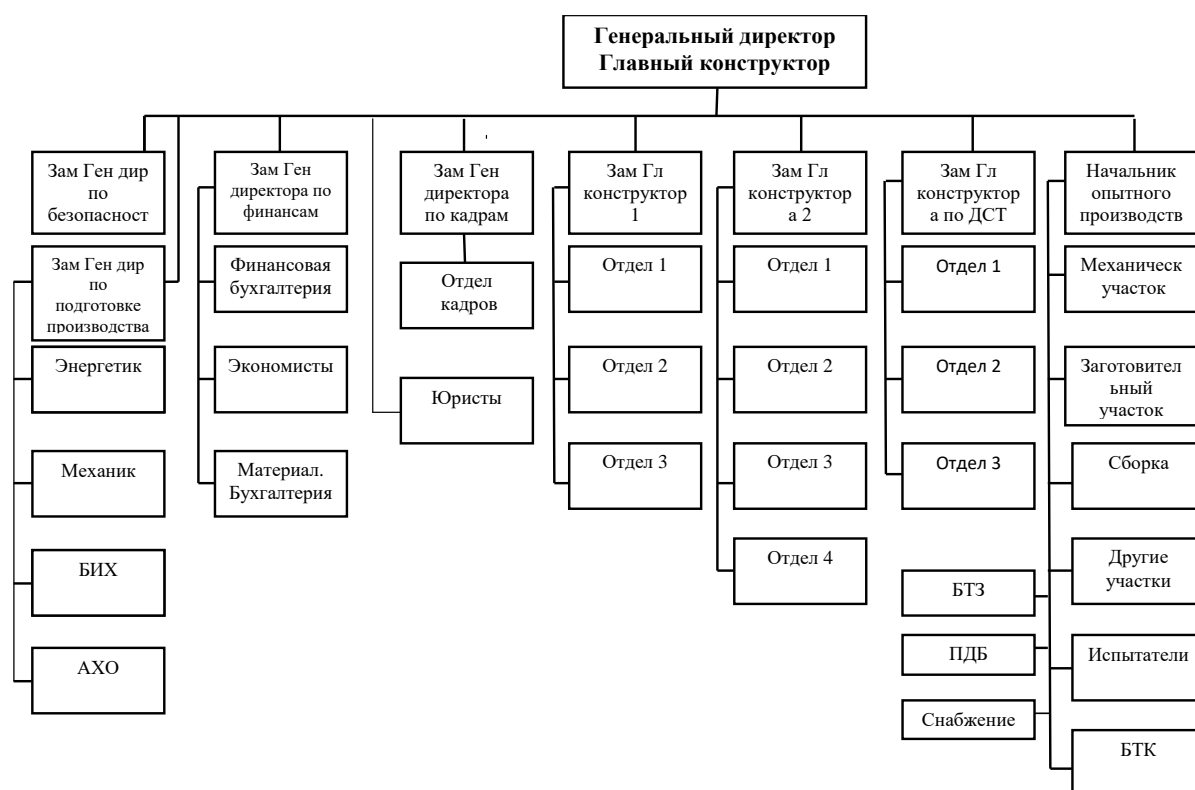 Генеральный директор
Главный конструктор
Зам Ген дир
по
безопасност
Зам Ген
директора по
финансам
Зам Ген
директора
по кадрам
Зам Гл
конструктор
1
Зам Гл
конструктор
а 2
Зам Гл
конструктор
а по ДСТ
Начальник
опытного
производств
Зам Ген дир
по
подготовке
производства
Финансовая
бухгалтерия
Отдел
кадров
Отдел 1
Отдел 1
Отдел 1
Механическ
участок
Энергетик
Экономисты
Юристы
Отдел 2
Отдел 2
Отдел 2
Заготовител
ьный
участок
Механик
Материал.
Бухгалтерия
Отдел 3
Отдел 3
Отдел 3
Сборка
БИХ
Отдел 4
БТЗ
Другие
участки
АХО
ПДБ
Испытатели
Снабжение
БТК